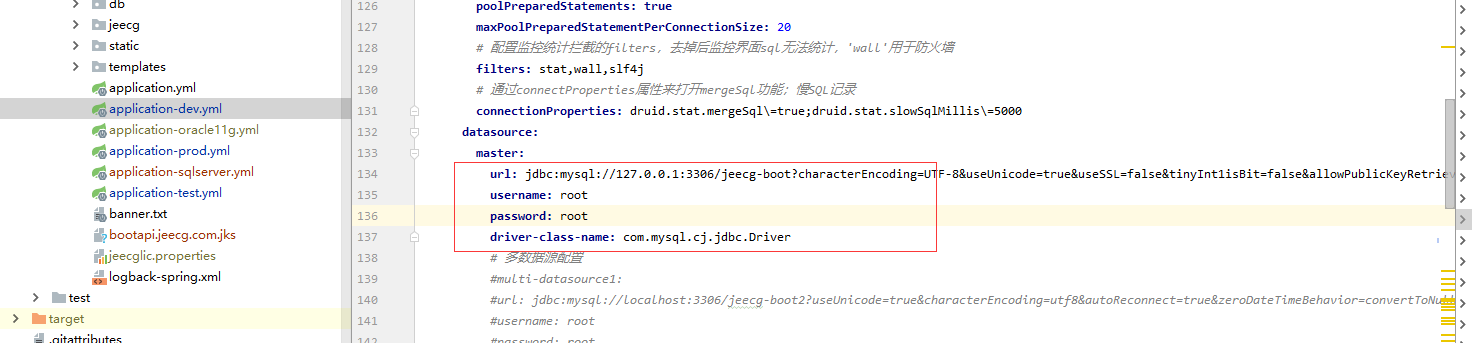 db
jeecg
static
templates
application.yml
application-dev.yml
application-oracle11g.yml
application-prod.yml
application-sqlserver.yml
application-test.yml
banner.txt
bootapi.jeecg.com.jks
jeecglic.properties
logback-spring.xml
test
target
.gitattributes
126 poolPreparedStatements: true
127 maxPoolPreparedStatementPerConnectionSize: 20
128 # 配置监控统计拦截的filters，去掉后监控界面sql无法统计，'wall'用于防火墙
129 filters: stat,wall,slf4j
130 # 通过connectProperties属性来打开mergeSql功能；慢SQL记录
131 connectionProperties: druid.stat.mergeSql\=true;druid.stat.slowSqlMillis\=5000
132 datasource:
133 master:
134 url: jdbc:mysql://127.0.0.1:3306/jeecg-boot?characterEncoding=UTF-8&useUnicode=true&useSSL=false&tinyInt1isBit=false&allowPublicKeyRetriev
135 username: root
136 password: root
137 driver-class-name: com.mysql.cj.jdbc.Driver
138 # 多数据源配置
139 #multi-datasource1:
140 #url: jdbc:mysql://localhost:3306/jeecg-boot2?useUnicode=true&characterEncoding=utf8&autoReconnect=true&zeroDateTimeBehavior=convertToNull
141 #username: root
142 #password: root